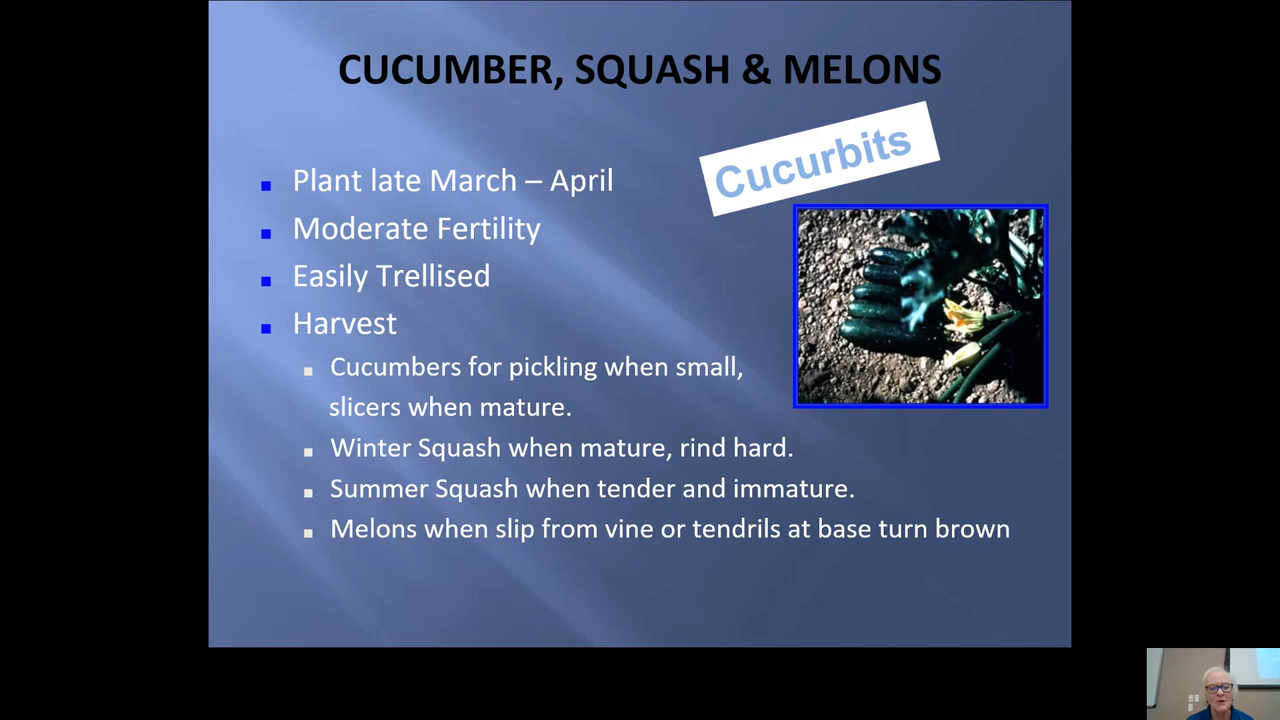 CUCUMBER, SQUASH & MELONS
Cucurbits
Plant late March – April
Moderate Fertility
Easily Trellised
Harvest
Cucumbers for pickling when small,
slicers when mature.
Winter Squash when mature, rind hard.
Summer Squash when tender and immature.
Melons when slip from vine or tendrils at base turn brown